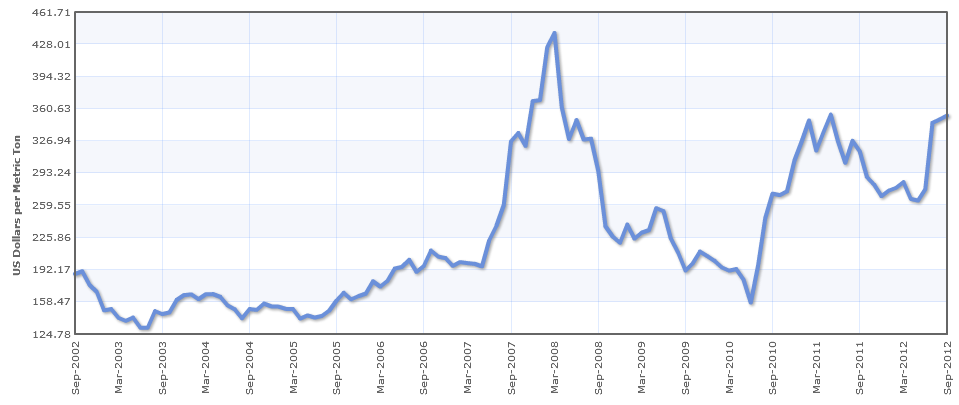 461.71
428.01
394.32
360.63
326.94
293.24
259.55
225.86
192.17
158.47
124.78
US Dollars per Metric Ton
Sep-2002
Mar-2003
Sep-2003
Mar-2004
Sep-2004
Mar-2005
Sep-2005
Mar-2006
Sep-2006
Mar-2007
Sep-2007
Mar-2008
Sep-2008
Mar-2009
Sep-2009
Mar-2010
Sep-2010
Mar-2011
Sep-2011
Mar-2012
Sep-2012